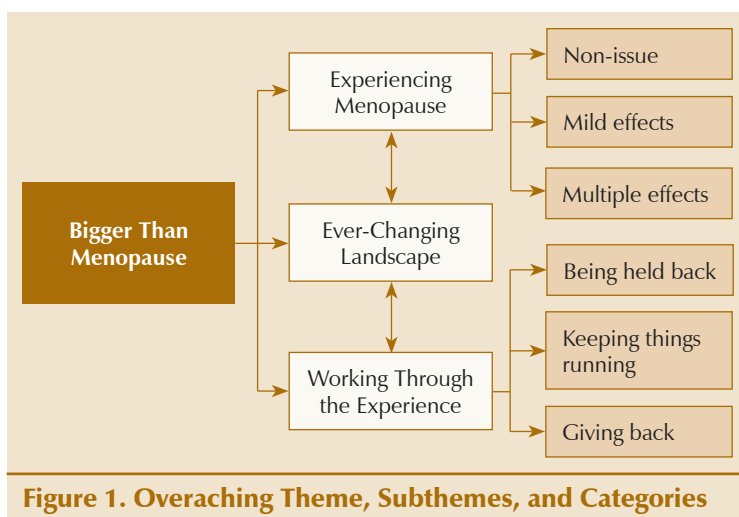 Bigger Than
Menopause
Experiencing
Menopause
Ever-Changing
Landscape
Working Through
the Experience
Non-issue
Mild effects
Multiple effects
Being held back
Keeping things
running
Giving back
Figure 1. Overaching Theme, Subthemes, and Categories